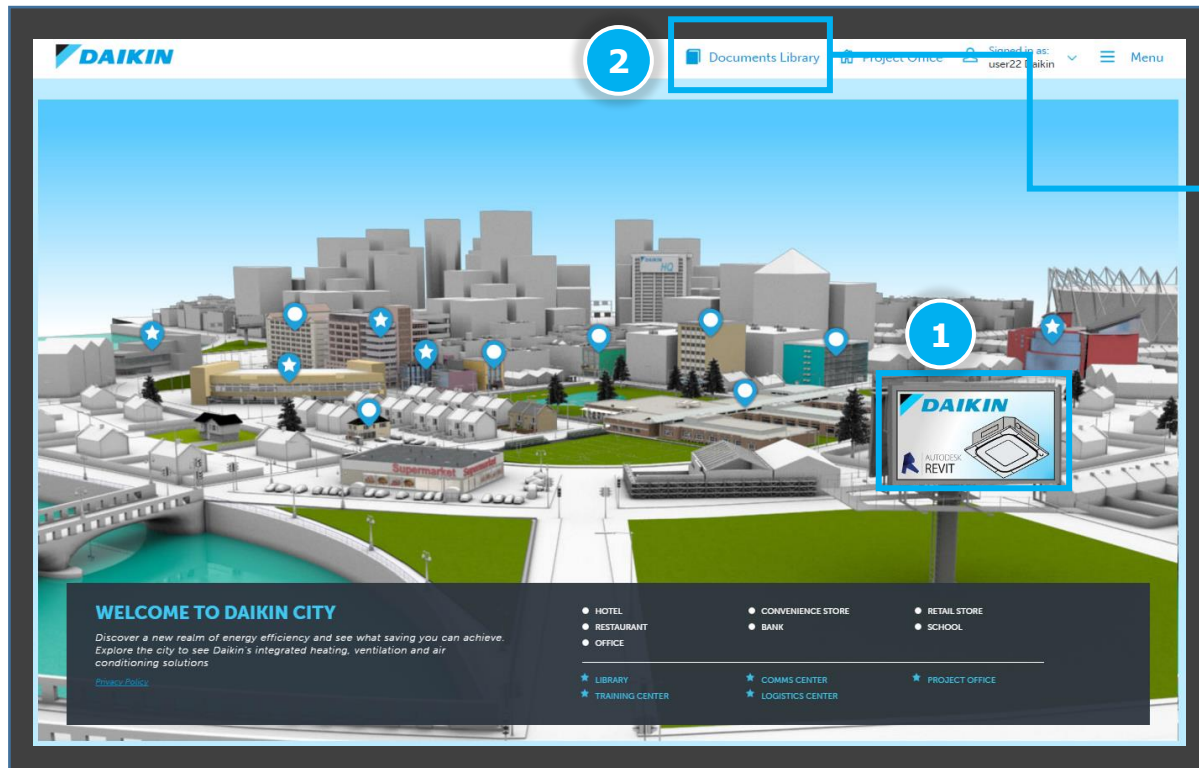 DAIKIN
2
Documents Library
Project Office
Signed in as:
user22 Daikin
Menu
DAIKIN
HQ
1
DAIKIN
AUTODESK
REVIT
Supermarket
Supermarket
WELCOME TO DAIKIN CITY
Discover a new realm of energy efficiency and see what saving you can achieve.
Explore the city to see Daikin's integrated heating, ventilation and air
conditioning solutions
Privacy Policy
HOTEL
RESTAURANT
OFFICE
CONVENIENCE STORE
BANK
RETAIL STORE
SCHOOL
LIBRARY
TRAINING CENTER
COMMS CENTER
LOGISTICS CENTER
PROJECT OFFICE